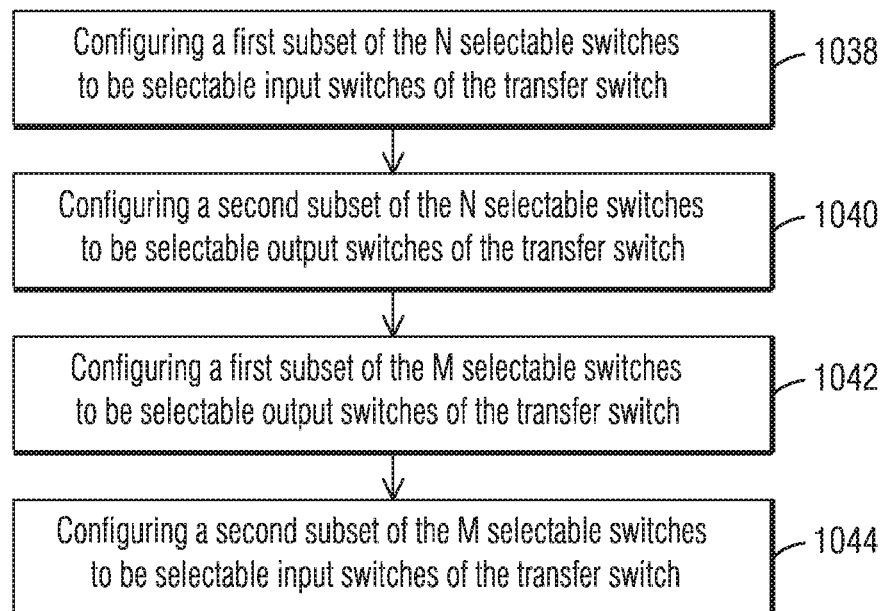 Configuring a first subset of the N selectable switches
to be selectable input switches of the transfer switch
1038
Configuring a second subset of the N selectable switches
to be selectable output switches of the transfer switch
1040
Configuring a first subset of the M selectable switches
to be selectable output switches of the transfer switch
1042
Configuring a second subset of the M selectable switches
to be selectable input switches of the transfer switch
1044